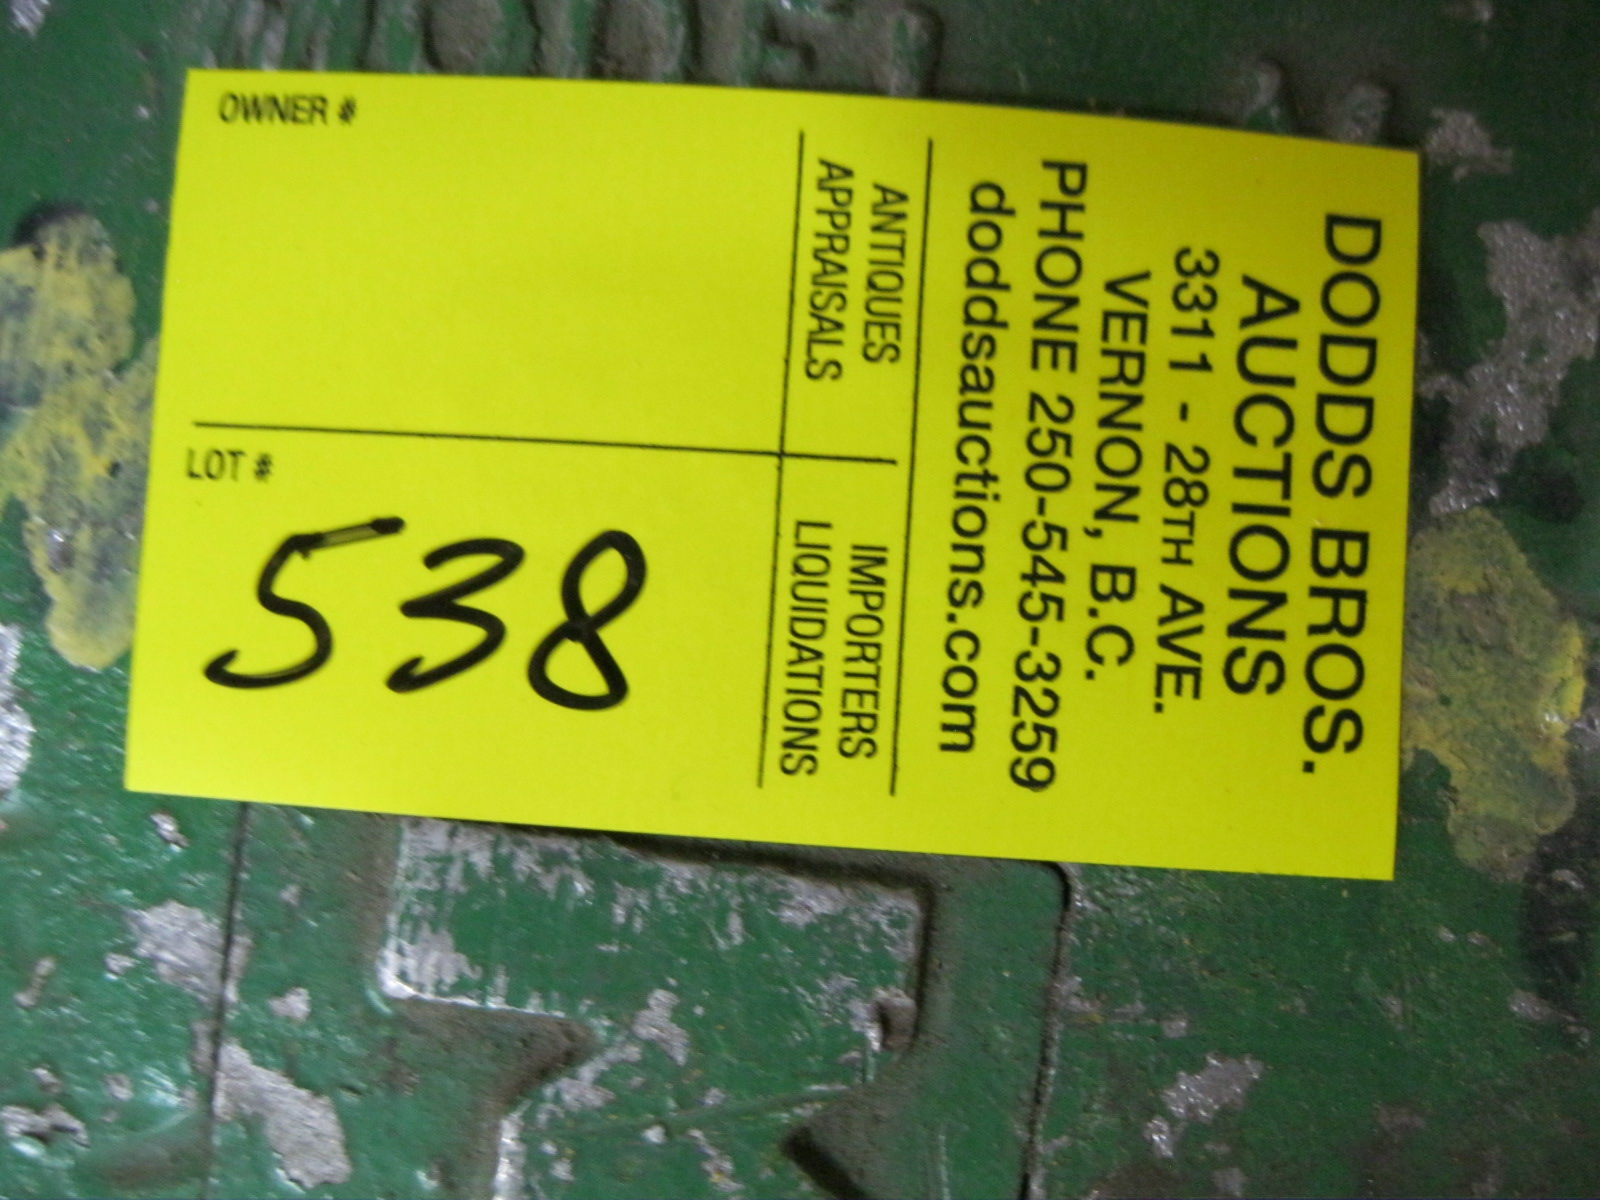 DODDS BROS.
AUCTIONS
3311 - 28TH AVE.
VERNON, B.C.
PHONE 250-545-3259
doddsauctions.com
ANTIQUES
APPRAISALS
IMPORTERS
LIQUIDATIONS
OWNER #
LOT #
538